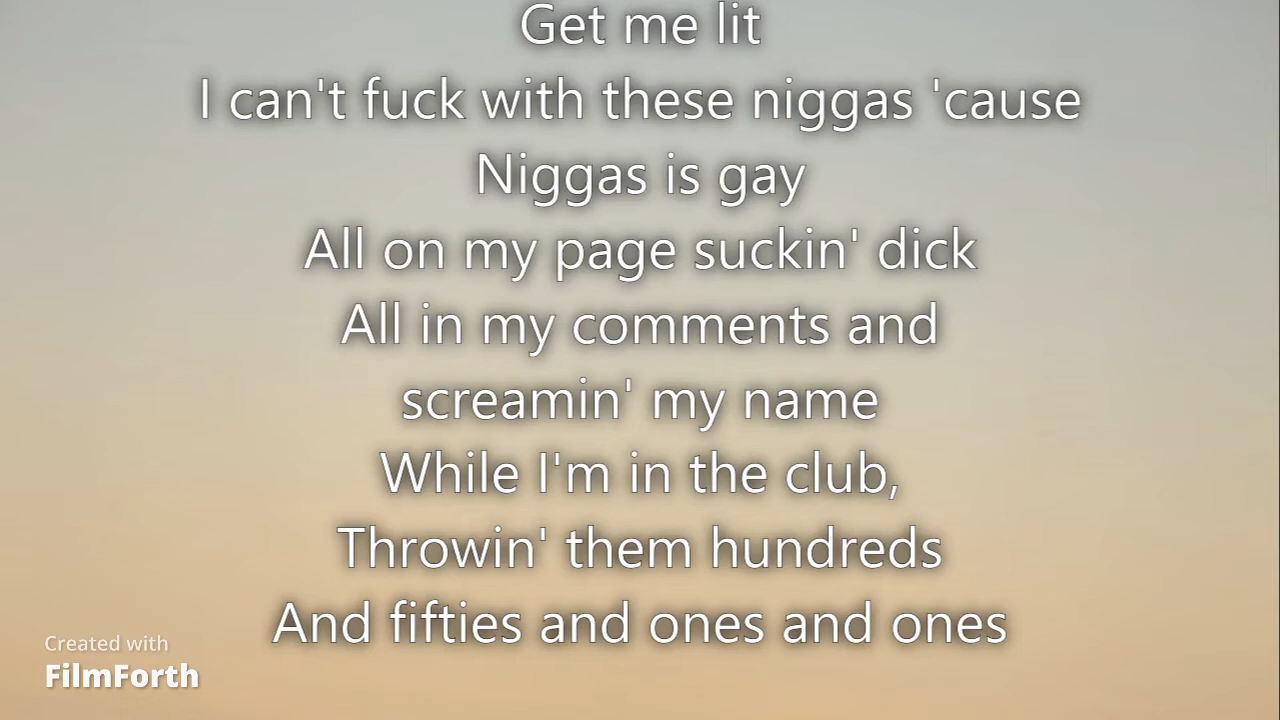 Get me lit
I can't fuck with these niggas 'cause
Niggas is gay
All on my page suckin' dick
All in my comments and
screamin' my name
While I'm in the club,
Throwin' them hundreds
And fifties and ones and ones
Created with
FilmForth